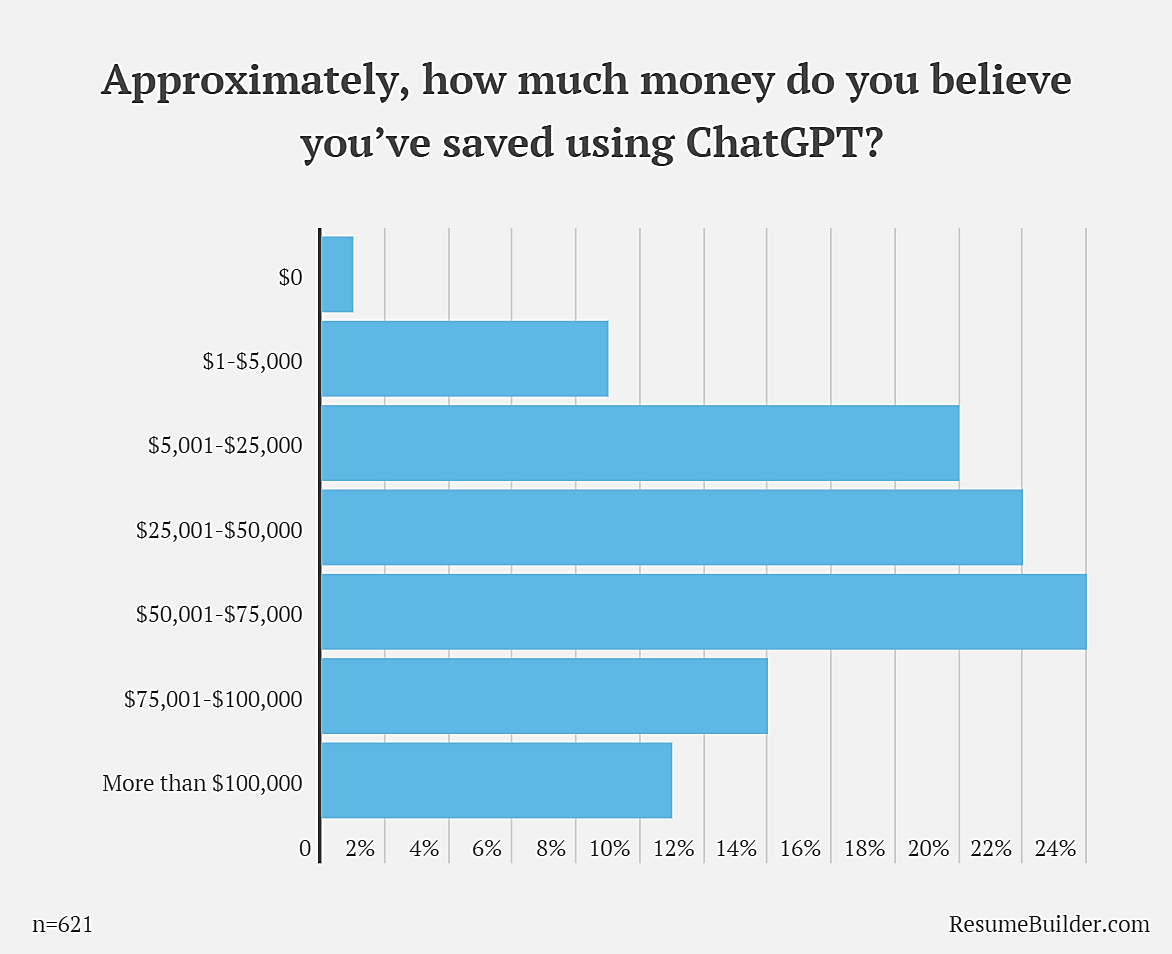 Approximately, how much money do you believe
you’ve saved using ChatGPT?
$0
$1-$5,000
$5,001-$25,000
$25,001-$50,000
$50,001-$75,000
$75,001-$100,000
More than $100,000
0 2% 4% 6% 8% 10% 12% 14% 16% 18% 20% 22% 24%
n=621
ResumeBuilder.com